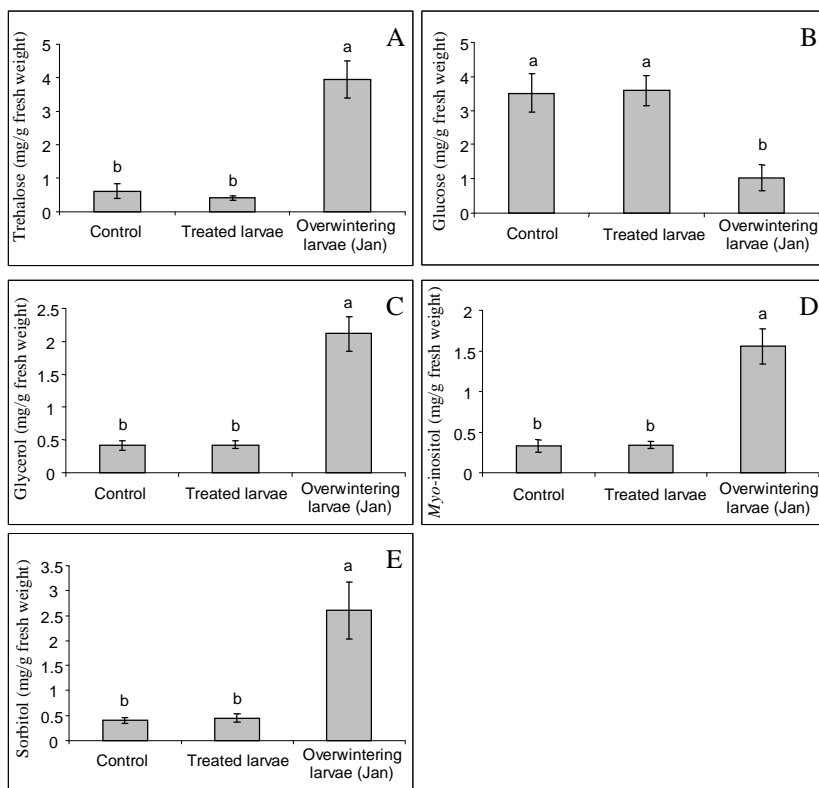 A
Trehalose (mg/g fresh weight)
5
4
3
2
1
0
b
b
a
Control
Treated larvae
Overwintering
larvae (Jan)
B
Glucose (mg/g fresh weight)
5
4
3
2
1
0
a
a
b
Control
Treated larvae
Overwintering
larvae (Jan)
C
Glycerol (mg/g fresh weight)
2.5
2
1.5
1
0.5
0
b
b
a
Control
Treated larvae
Overwintering
larvae (Jan)
D
Myo-inositol (mg/g fresh weight)
2
1.5
1
0.5
0
b
b
a
Control
Treated larvae
Overwintering
larvae (Jan)
E
Sorbitol (mg/g fresh weight)
3.5
3
2.5
2
1.5
1
0.5
0
b
b
a
Control
Treated larvae
Overwintering
larvae (Jan)